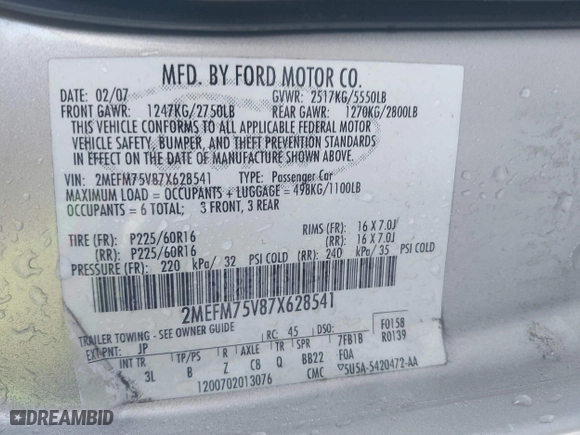 MFD. BY FORD MOTOR CO.
DATE: 02/07 GVWR: 2517KG/5550LB
FRONT GAWR: 1247KG/2750LB REAR GAWR: 1270KG/2800LB
THIS VEHICLE CONFORMS TO ALL APPLICABLE FEDERAL MOTOR
VEHICLE SAFETY, BUMPER, AND THEFT PREVENTION STANDARDS
IN EFFECT ON THE DATE OF MANUFACTURE SHOWN ABOVE.
VIN: 2MEFM75V87X628541 TYPE: Passenger Car
MAXIMUM LOAD = OCCUPANTS + LUGGAGE = 498KG/1100LB
OCCUPANTS = 6 TOTAL: 3 FRONT, 3 REAR
TIRE (FR): P225/60R16 RIMS (FR): 16 X 7.0J
(RR): P225/60R16 (RR): 16 X 7.0J
PRESSURE (FR): 220 kPa/ 32 PSI COLD (RR): 240 kPa/ 35 PSI COLD
2MEFM75V87X628541
TRAILER TOWING - SEE OWNER GUIDE
EXT PNT: JP RC: 45 DSO: F0158
INT TR TP/PS R AXLE TR SPR 7FB1B R0139
3L B Z C8 Q BB22 FOA
1200702013076 CMC ▽5U5A-5420472-AA
DREAMBID.COM
DREAMBID.COM